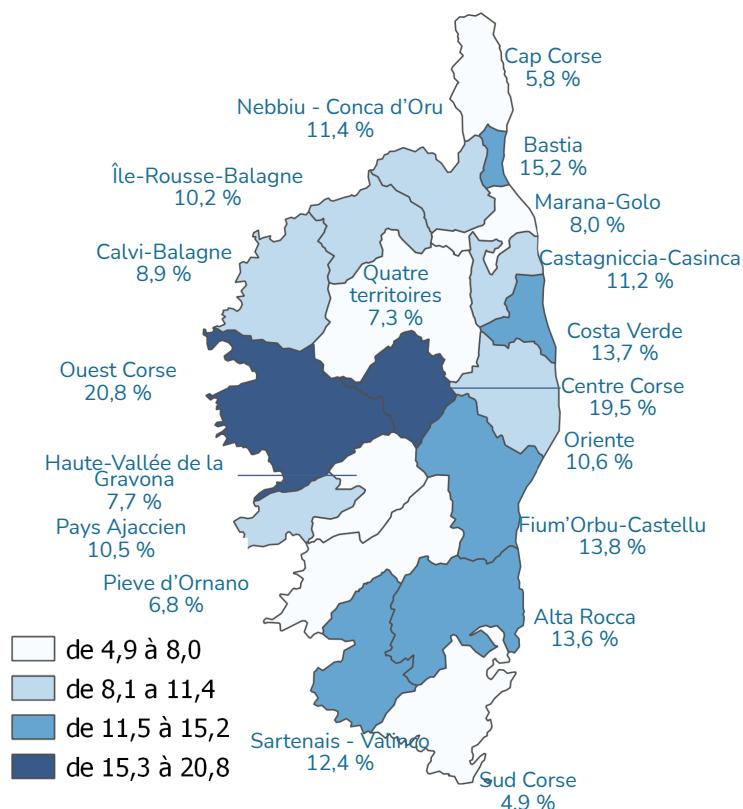 Cap Corse
5,8 %
Nebbiu - Conca d’Oru
11,4 %
Bastia
15,2 %
Île-Rousse-Balagne
10,2 %
Marana-Golo
8,0 %
Calvi-Balagne
8,9 %
Castagniccia-Casinca
11,2 %
Quatre
territoires
7,3 %
Costa Verde
13,7 %
Ouest Corse
20,8 %
Centre Corse
19,5 %
Oriente
10,6 %
Haute-Vallée de la
Gravona
7,7 %
Pays Ajaccien
10,5 %
Fium’Orbu-Castellu
13,8 %
Pieve d’Ornano
6,8 %
Alta Rocca
13,6 %
de 4,9 à 8,0
de 8,1 a 11,4
de 11,5 à 15,2
de 15,3 à 20,8
Sartenais - Valinco
12,4 %
Sud Corse
4,9 %